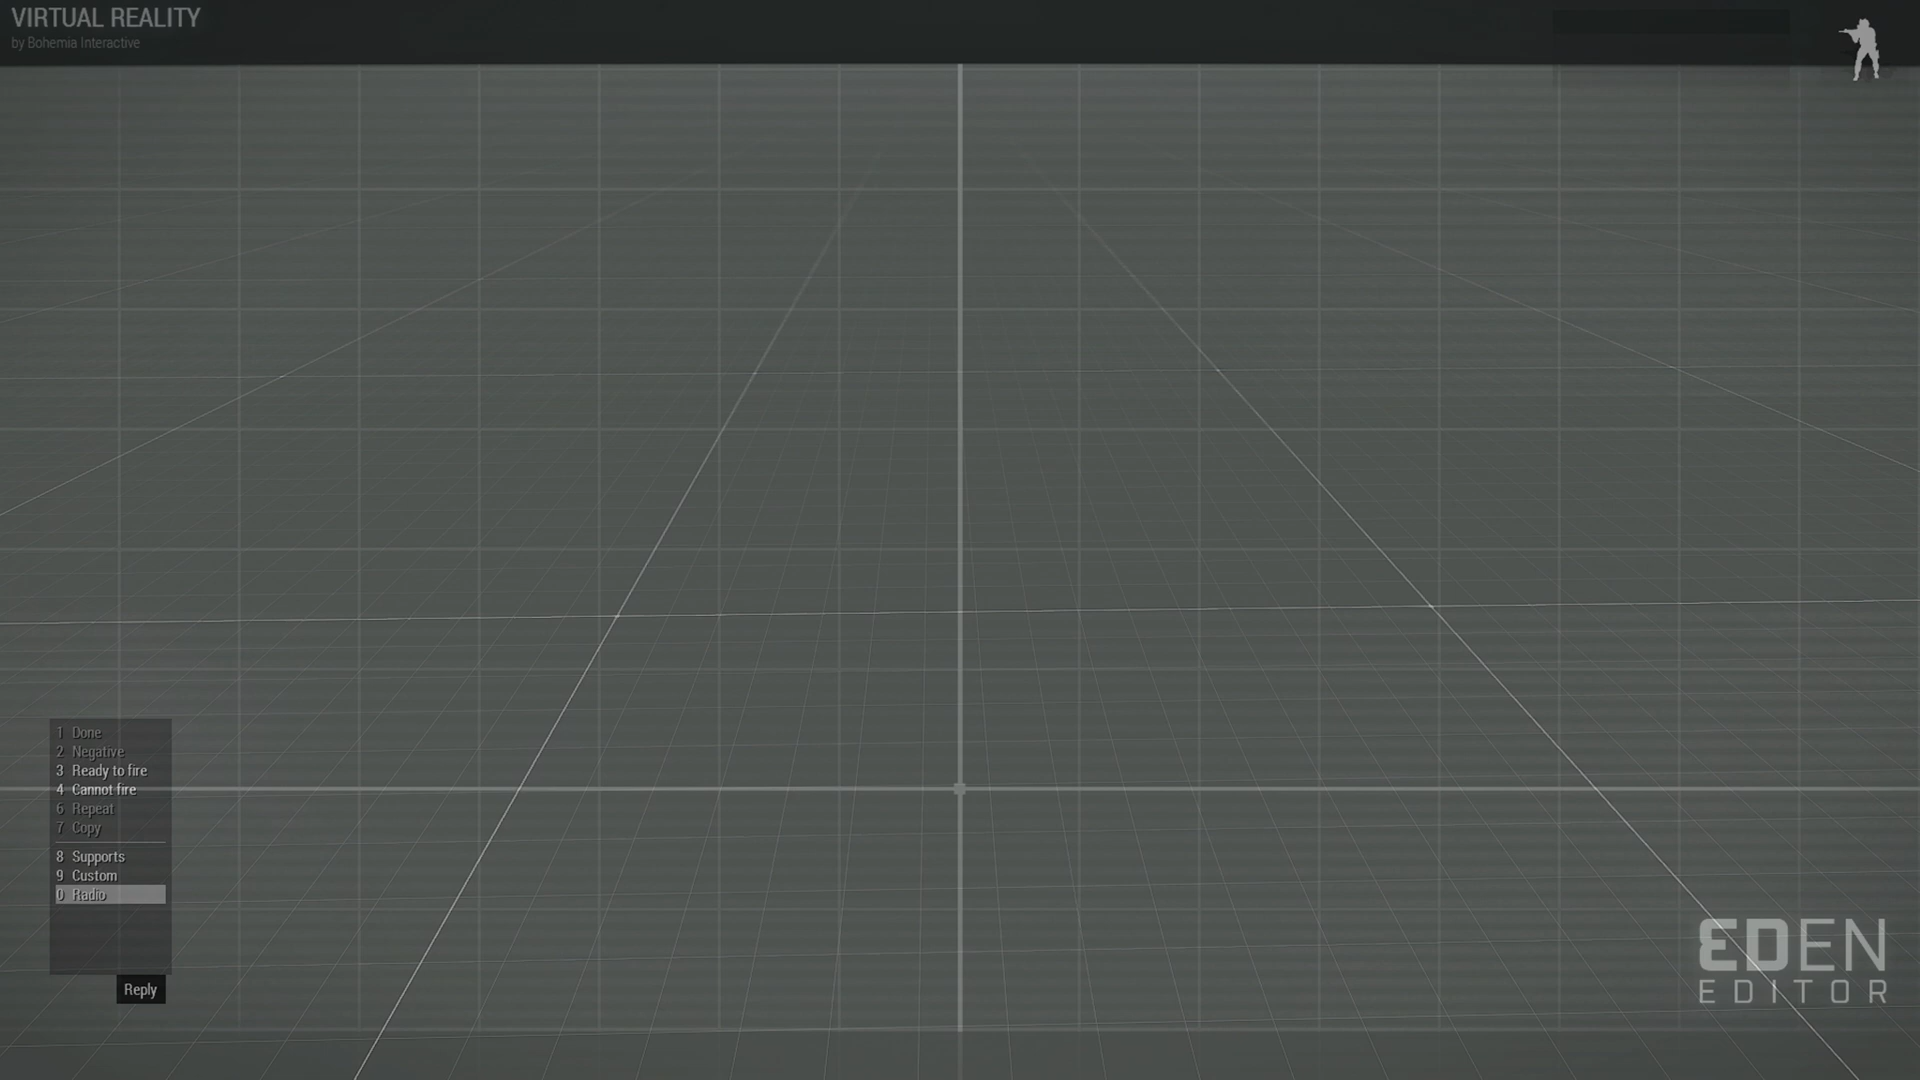 VIRTUAL REALITY
by Bohemia Interactive
1 Done
2 Negative
3 Ready to fire
4 Cannot fire
6 Repeat
7 Copy
8 Supports
9 Custom
0 Radio
Reply
EDEN
EDITOR